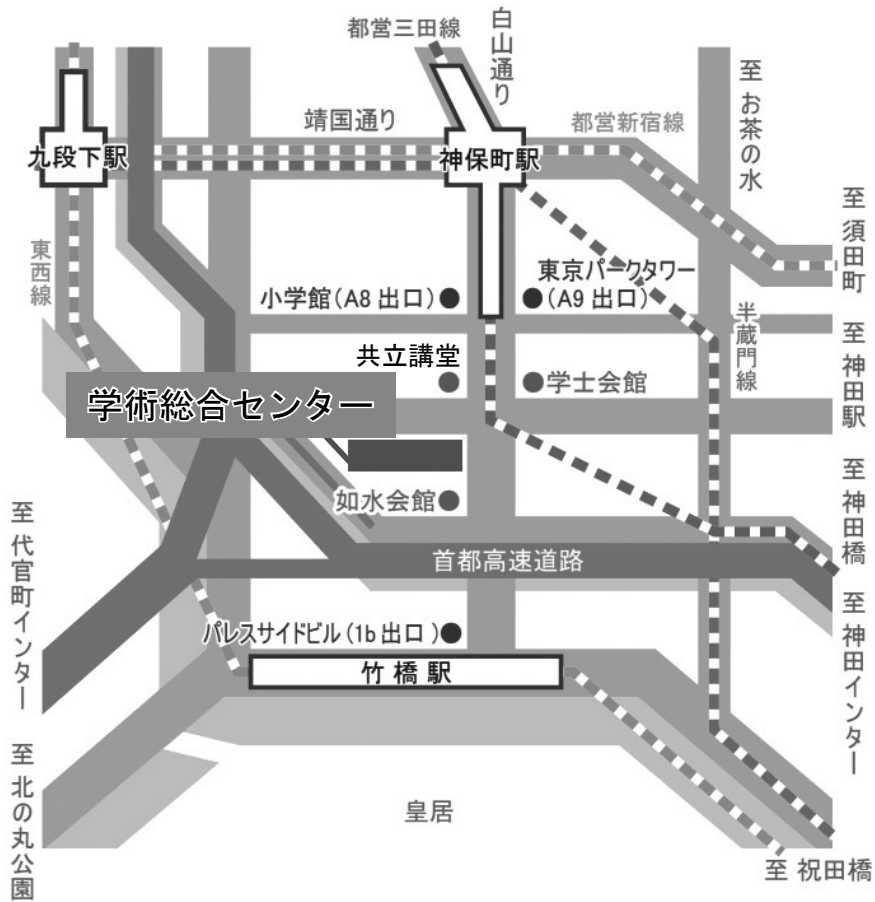 都営三田線
白山通り
靖国通り
都営新宿線
至 お茶の水
九段下駅
神保町駅
至 須田町
東西線
小学館(A8 出口)
東京パークタワー
(A9 出口)
半蔵門線
至 神田駅
共立講堂
学士会館
学術総合センター
至 神田橋
如水会館
至 代官町インター
首都高速道路
至 神田インター
パレスサイドビル(1b 出口)
竹橋駅
至 北の丸公園
皇居
至 祝田橋